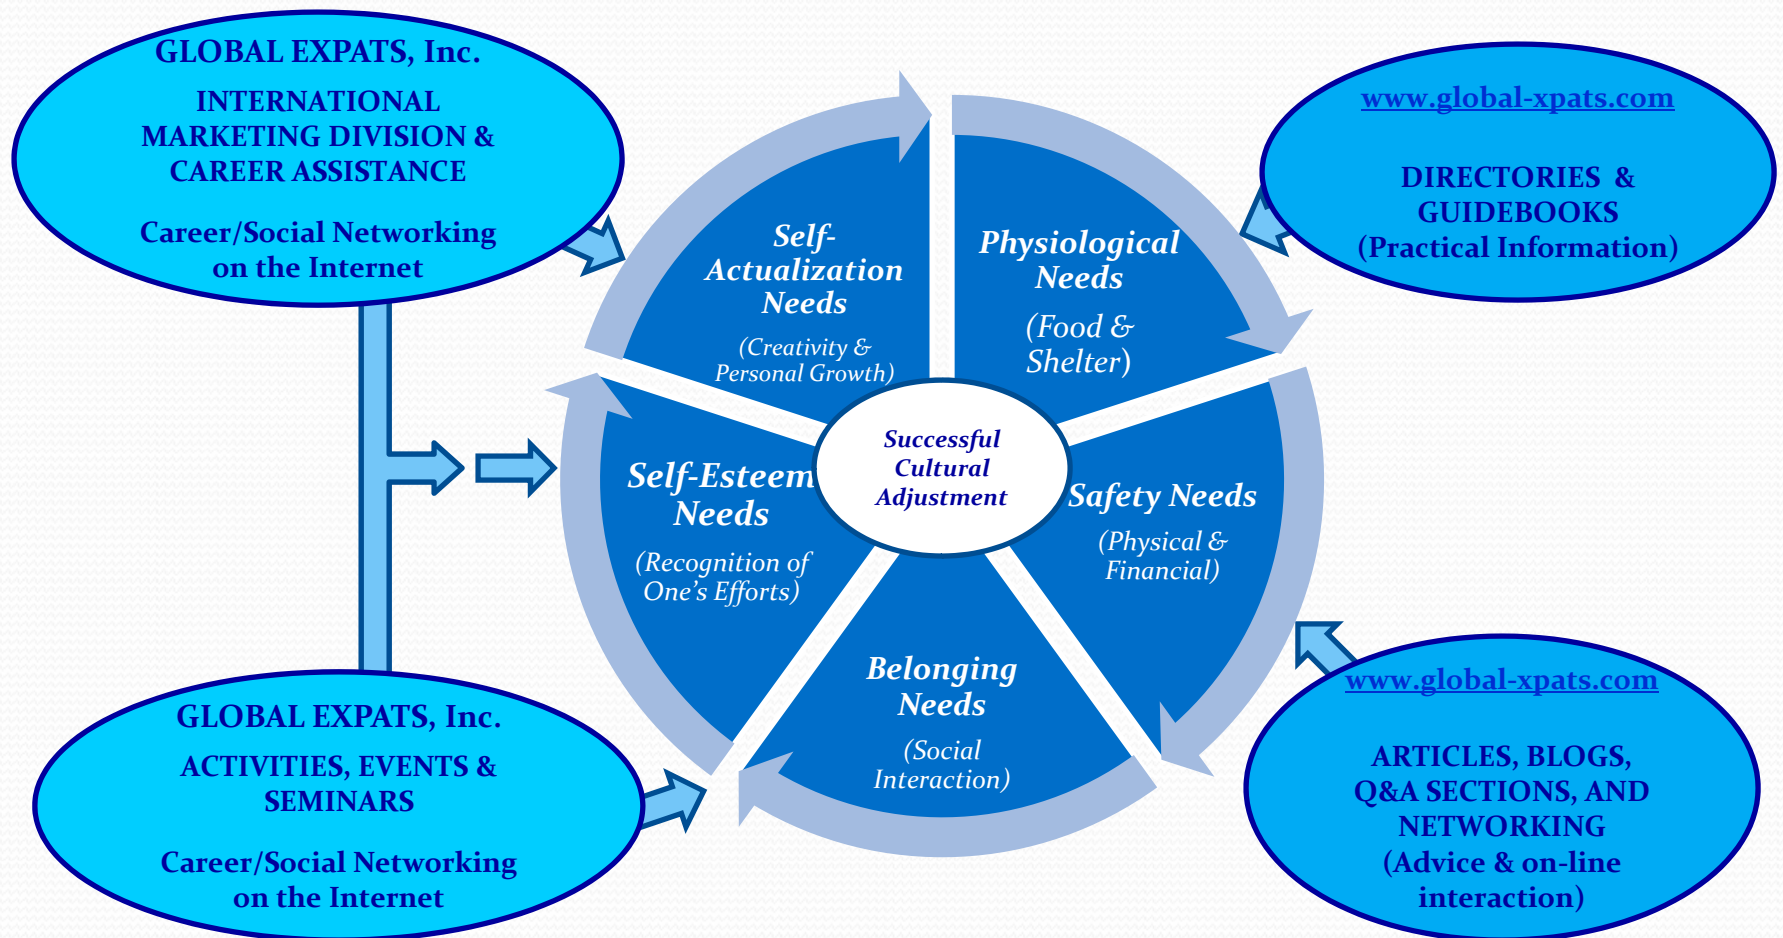 GLOBAL EXPATS, Inc.
INTERNATIONAL
MARKETING DIVISION &
CAREER ASSISTANCE
Career/Social Networking
on the Internet
www.global-xpats.com
DIRECTORIES &
GUIDEBOOKS
(Practical Information)
Self-
Actualization
Needs
(Creativity &
Personal Growth)
Physiological
Needs
(Food &
Shelter)
Successful
Cultural
Adjustment
Self-Esteem
Needs
(Recognition of
One's Efforts)
Safety Needs
(Physical &
Financial)
Belonging
Needs
(Social
Interaction)
GLOBAL EXPATS, Inc.
ACTIVITIES, EVENTS &
SEMINARS
Career/Social Networking
on the Internet
www.global-xpats.com
ARTICLES, BLOGS,
Q&A SECTIONS, AND
NETWORKING
(Advice & on-line
interaction)